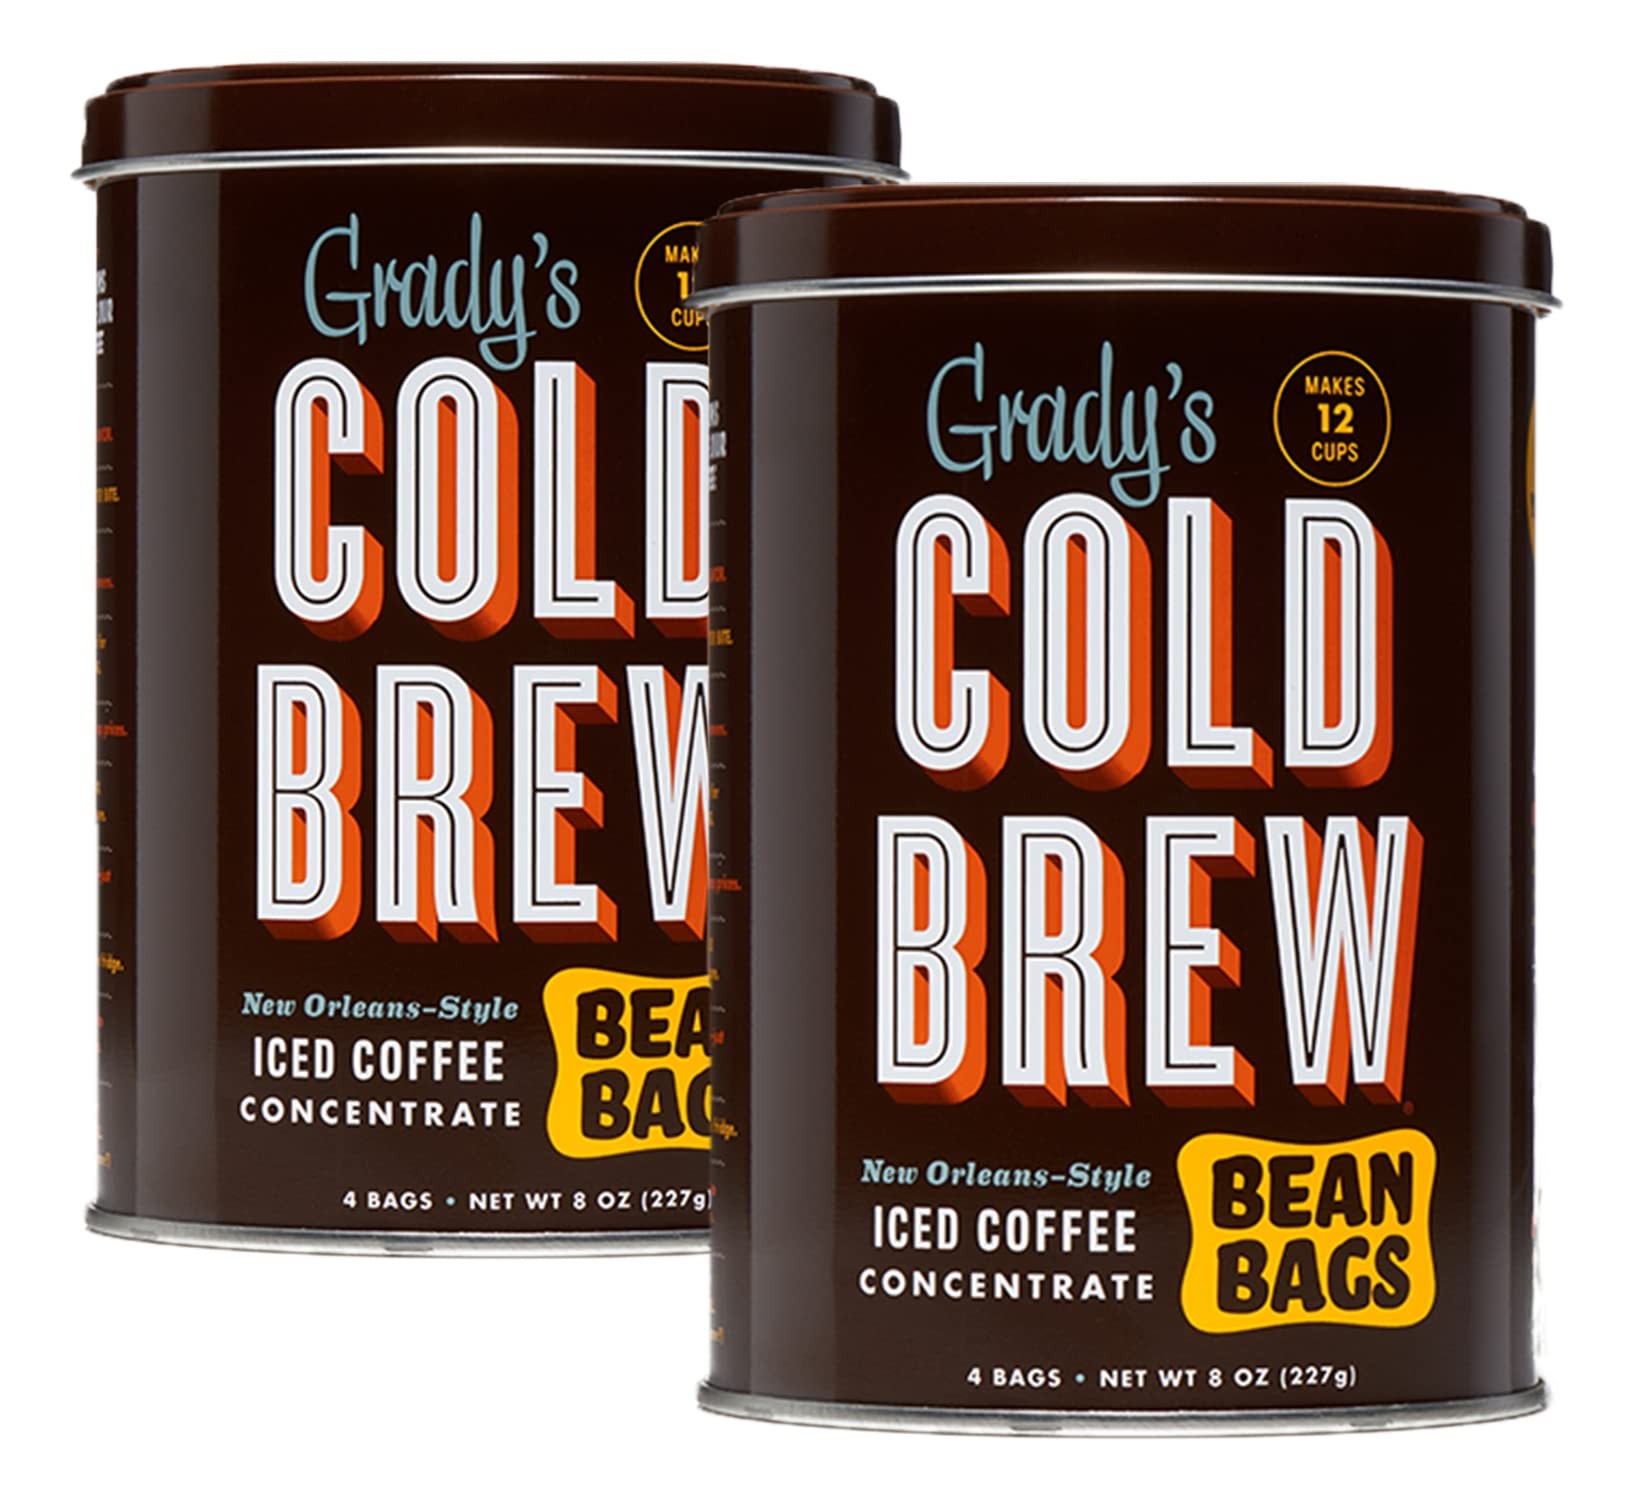 Grady's
COLD
BREW
New Orleans-Style
ICED COFFEE
CONCENTRATE
4 BAGS • NET WT 8 OZ (227g)
Grady's
MAKES
12
CUPS
COLD
BREW
New Orleans-Style
ICED COFFEE
CONCENTRATE
BEAN
BAGS
4 BAGS • NET WT 8 OZ (227g)